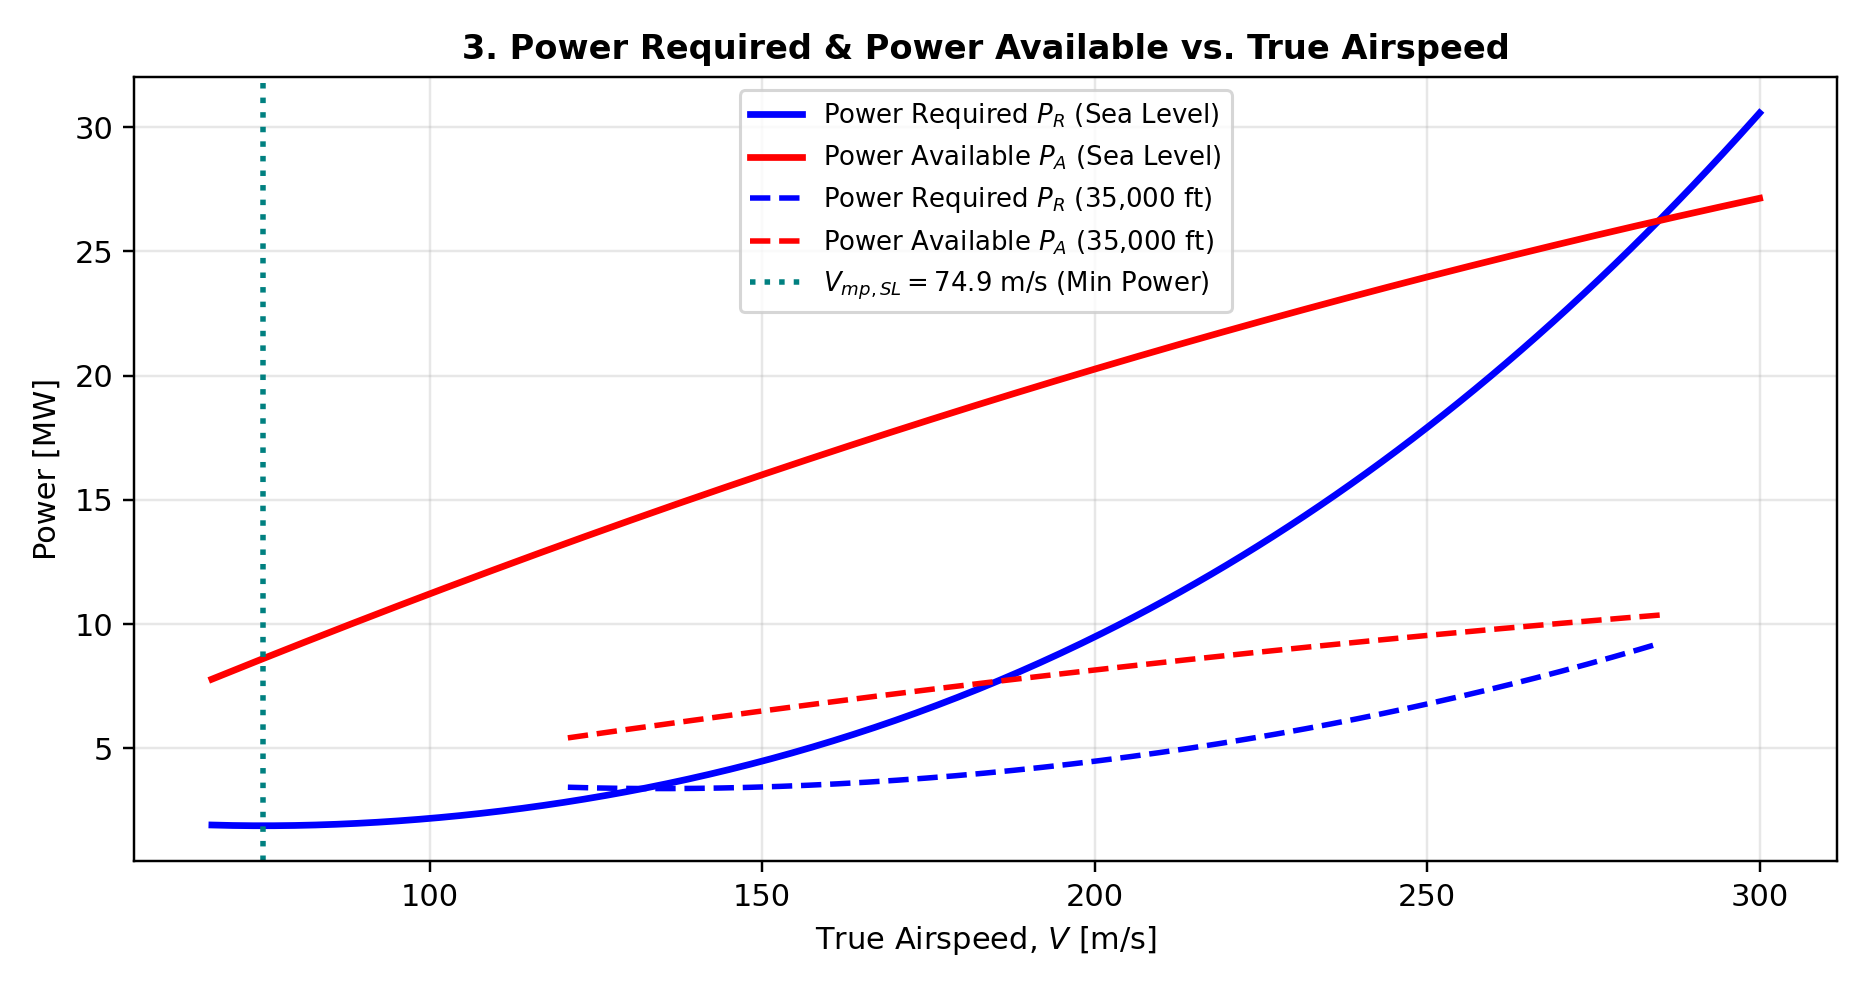 3. Power Required & Power Available vs. True Airspeed
Power Required P_R (Sea Level)
Power Available P_A (Sea Level)
Power Required P_R (35,000 ft)
Power Available P_A (35,000 ft)
V_{mp,SL} = 74.9 m/s (Min Power)
Power [MW]
30
25
20
15
10
5
100 150 200 250 300
True Airspeed, V [m/s]